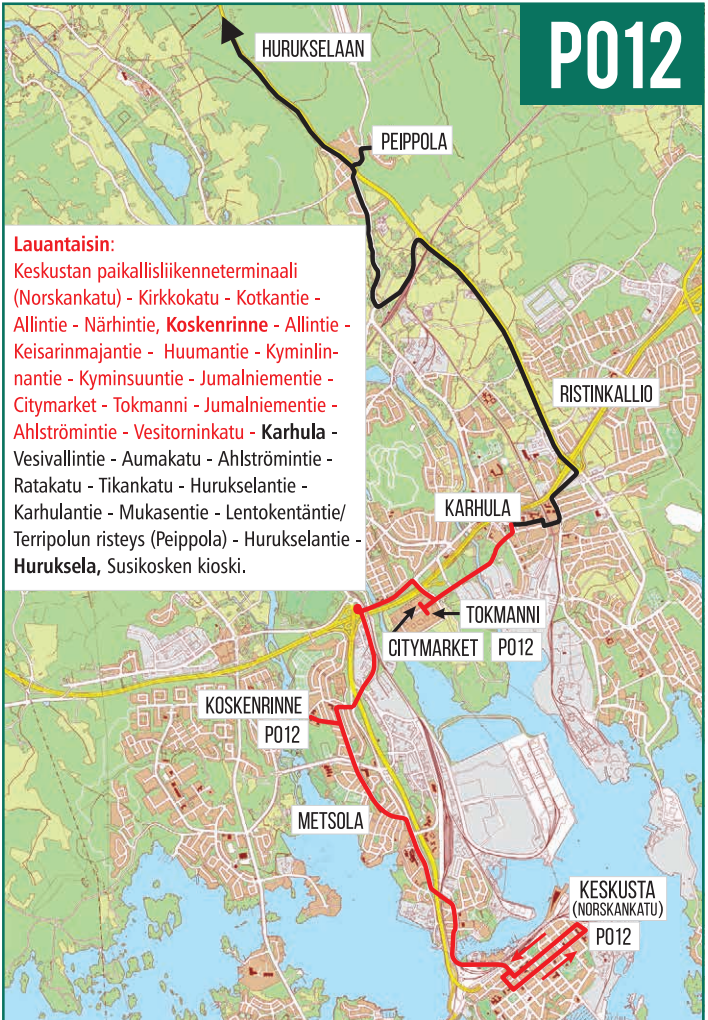 P012
HURUKSELAAN
PEIPPOLA
Lauantaisin:
Keskustan paikallisliikenneterminaali
(Norskankatu) - Kirkkokatu - Kotkantie -
Allintie - Närhintie, Koskenrinne - Allintie -
Keisarinmajantie - Huumantie - Kyminlin-
nantie - Kyminsuuntie - Jumalniementie -
Citymarket - Tokmanni - Jumalniementie -
Ahlströmintie - Vesitorninkatu - Karhula -
Vesivallintie - Aumakatu - Ahlströmintie -
Ratakatu - Tikankatu - Hurukselantie -
Karhulantie - Mukasentie - Lentokentäntie/
Terripolun risteys (Peippola) - Hurukselantie -
Huruksela, Susikosken kioski.
RISTINKALLIO
KARHULA
TOKMANNI
CITYMARKET P012
KOSKENRINNE
P012
METSOLA
KESKUSTA
(NORSKANKATU)
P012